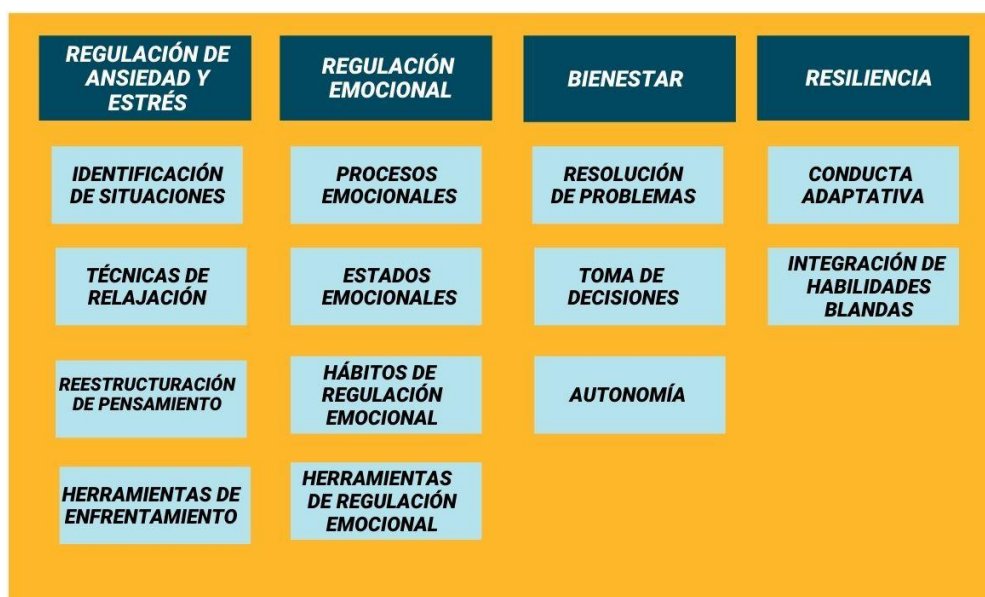 REGULACIÓN DE
ANSIEDAD Y
ESTRÉS
IDENTIFICACIÓN
DE SITUACIONES
TÉCNICAS DE
RELAJACIÓN
REESTRUCTURACIÓN
DE PENSAMIENTO
HERRAMIENTAS DE
ENFRENTAMIENTO
REGULACIÓN
EMOCIONAL
PROCESOS
EMOCIONALES
ESTADOS
EMOCIONALES
HÁBITOS DE
REGULACIÓN
EMOCIONAL
HERRAMIENTAS
DE REGULACIÓN
EMOCIONAL
BIENESTAR
RESOLUCIÓN
DE PROBLEMAS
TOMA DE
DECISIONES
AUTONOMÍA
RESILIENCIA
CONDUCTA
ADAPTATIVA
INTEGRACIÓN DE
HABILIDADES
BLANDAS